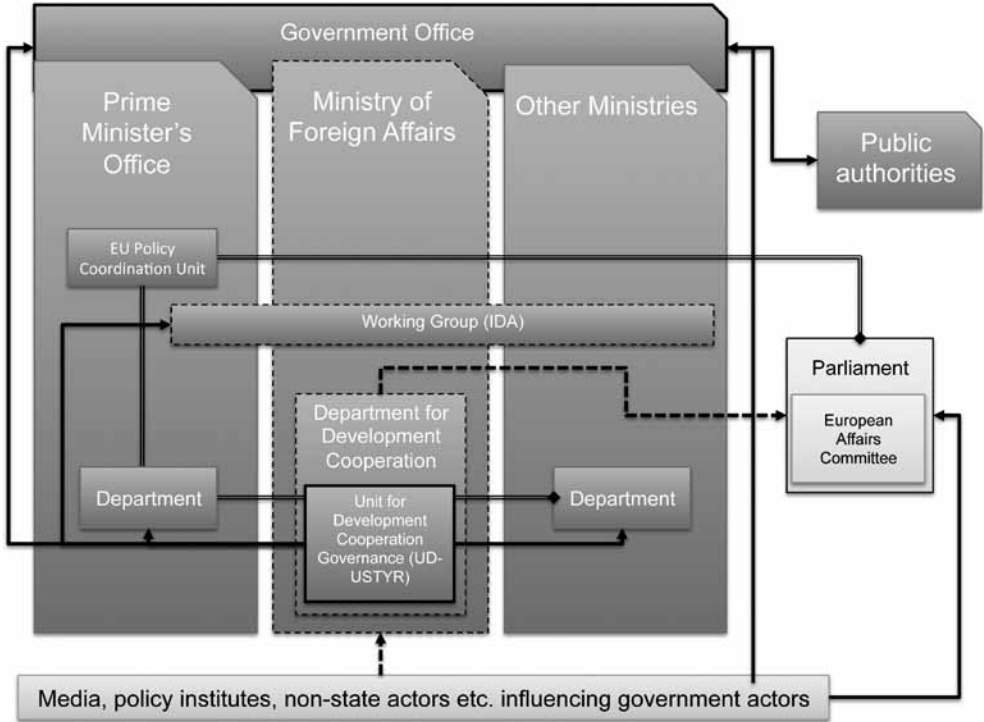 Government Office
Prime
Minister's
Office
Ministry of
Foreign Affairs
Other Ministries
Public
authorities
EU Policy
Coordination Unit
Working Group (IDA)
Parliament
European
Affairs
Committee
Department for
Development
Cooperation
Department
Unit for
Development
Cooperation
Governance (UD-
USTYR)
Department
Media, policy institutes, non-state actors etc. influencing government actors